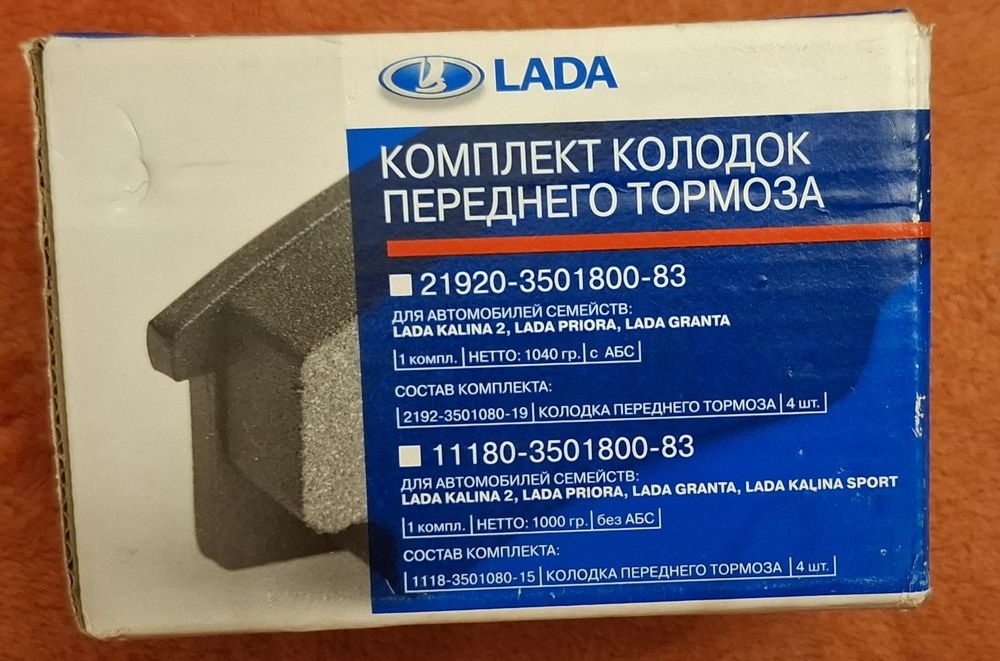 LADA
КОМПЛЕКТ КОЛОДОК
ПЕРЕДНЕГО ТОРМОЗА
21920-3501800-83
ДЛЯ АВТОМОБИЛЕЙ СЕМЕЙСТВ:
LADA KALINA 2, LADA PRIORA, LADA GRANTA
1 компл. НЕТТО: 1040 гр. с АБС
СОСТАВ КОМПЛЕКТА:
2192-3501080-19 КОЛОДКА ПЕРЕДНЕГО ТОРМОЗА 4 шт.
11180-3501800-83
ДЛЯ АВТОМОБИЛЕЙ СЕМЕЙСТВ:
LADA KALINA 2, LADA PRIORA, LADA GRANTA, LADA KALINA SPORT
1 компл. НЕТТО: 1000 гр. без АБС
СОСТАВ КОМПЛЕКТА:
1118-3501080-15 КОЛОДКА ПЕРЕДНЕГО ТОРМОЗА 4 шт.